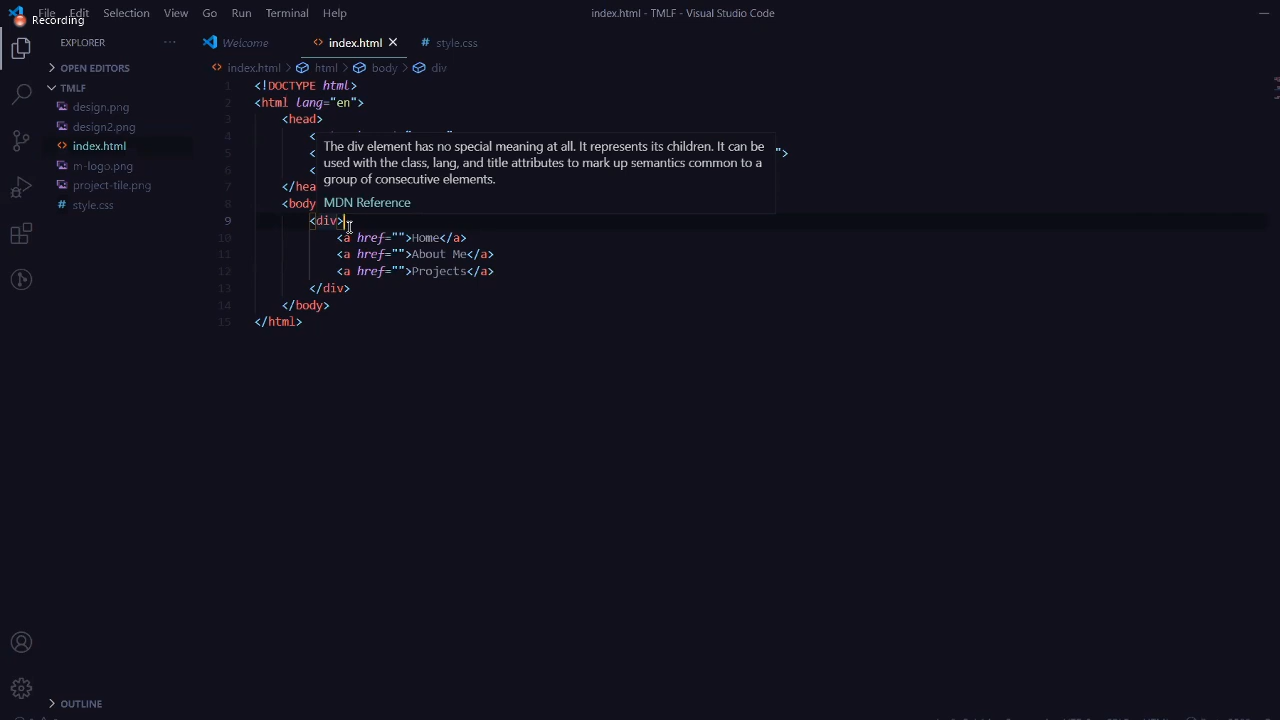 Recording
File Edit Selection View Go Run Terminal Help
index.html - TMLF - Visual Studio Code
EXPLORER
Welcome
index.html
# style.css
OPEN EDITORS
index.html > html > body > div
TMLF
design.png
design2.png
<> index.html
m-logo.png
project-tile.png
# style.css
1 <!DOCTYPE html>
2 <html lang="en">
3 <head>
4 <
5 < ">
6 <
7 </hea
8 <body
The div element has no special meaning at all. It represents its children. It can be
used with the class, lang, and title attributes to mark up semantics common to a
group of consecutive elements.
MDN Reference
9 <div>
10 <a href="">Home</a>
11 <a href="">About Me</a>
12 <a href="">Projects</a>
13 </div>
14 </body>
15 </html>
OUTLINE